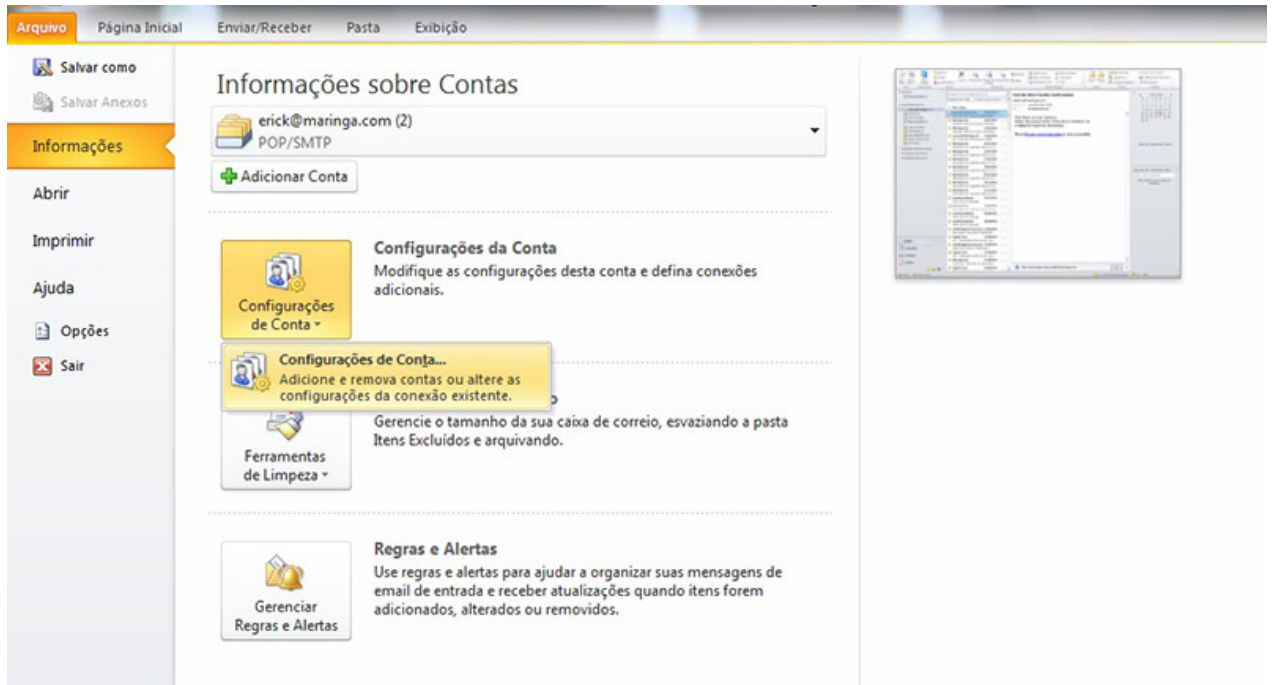 Arquivo Página Inicial Enviar/Receber Pasta Exibição
Salvar como
Salvar Anexos
Informações
Abrir
Imprimir
Ajuda
Opções
Sair
Informações sobre Contas
erick@maringa.com (2)
POP/SMTP
Adicionar Conta
Configurações
de Conta
Configurações da Conta
Modifique as configurações desta conta e defina conexões
adicionais.
Configurações de Conta...
Adicione e remova contas ou altere as
configurações da conexão existente.
Gerencie o tamanho da sua caixa de correio, esvaziando a pasta
Itens Excluídos e arquivando.
Ferramentas
de Limpeza
Regras e Alertas
Use regras e alertas para ajudar a organizar suas mensagens de
email de entrada e receber atualizações quando itens forem
adicionados, alterados ou removidos.
Gerenciar
Regras e Alertas